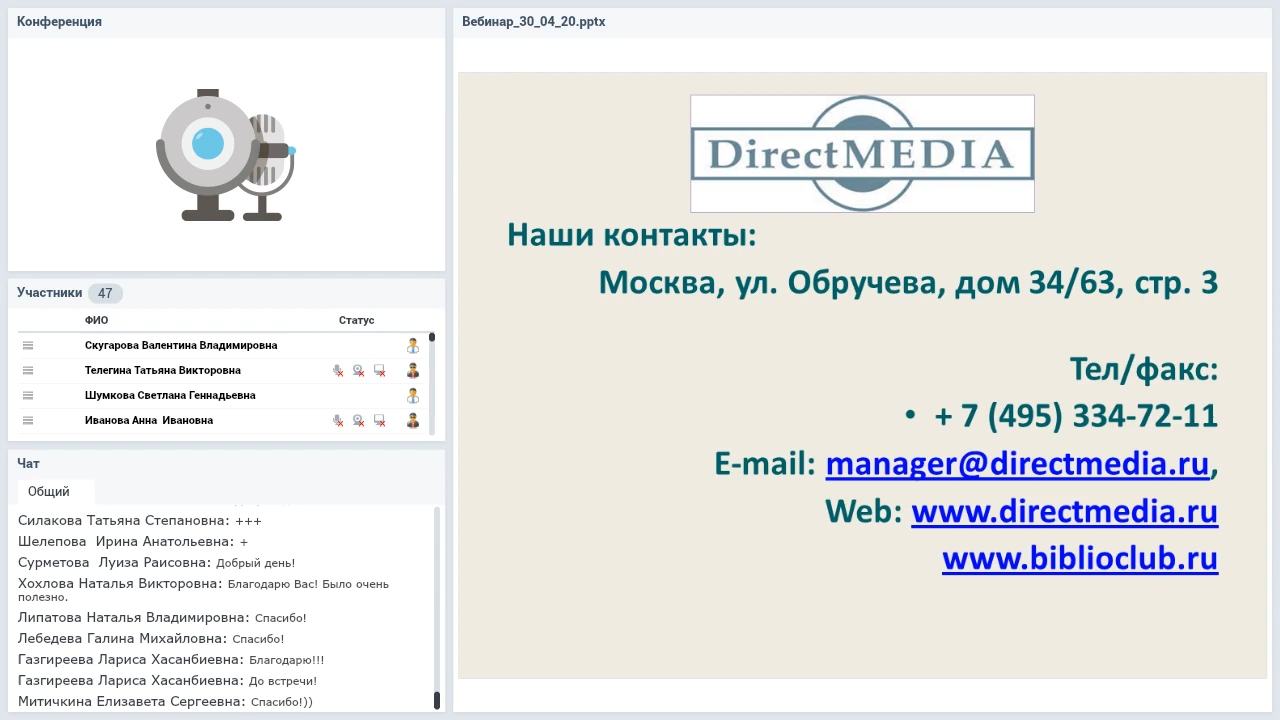 Конференция
Участники 47
ФИО Статус
Скугарова Валентина Владимировна
Телегина Татьяна Викторовна
Шумкова Светлана Геннадьевна
Иванова Анна Ивановна
Чат
Общий
Силакова Татьяна Степановна: +++
Шелепова Ирина Анатольевна: +
Сурметова Луиза Раисовна: Добрый день!
Хохлова Наталья Викторовна: Благодарю Вас! Было очень
полезно.
Липатова Наталья Владимировна: Спасибо!
Лебедева Галина Михайловна: Спасибо!
Газгиреева Лариса Хасанбиевна: Благодарю!!!
Газгиреева Лариса Хасанбиевна: До встречи!
Митичкина Елизавета Сергеевна: Спасибо!))
Вебинар_30_04_20.pptx
DirectMEDIA
Наши контакты:
Москва, ул. Обручева, дом 34/63, стр. 3
Тел/факс:
• + 7 (495) 334-72-11
E-mail: manager@directmedia.ru,
Web: www.directmedia.ru
www.biblioclub.ru